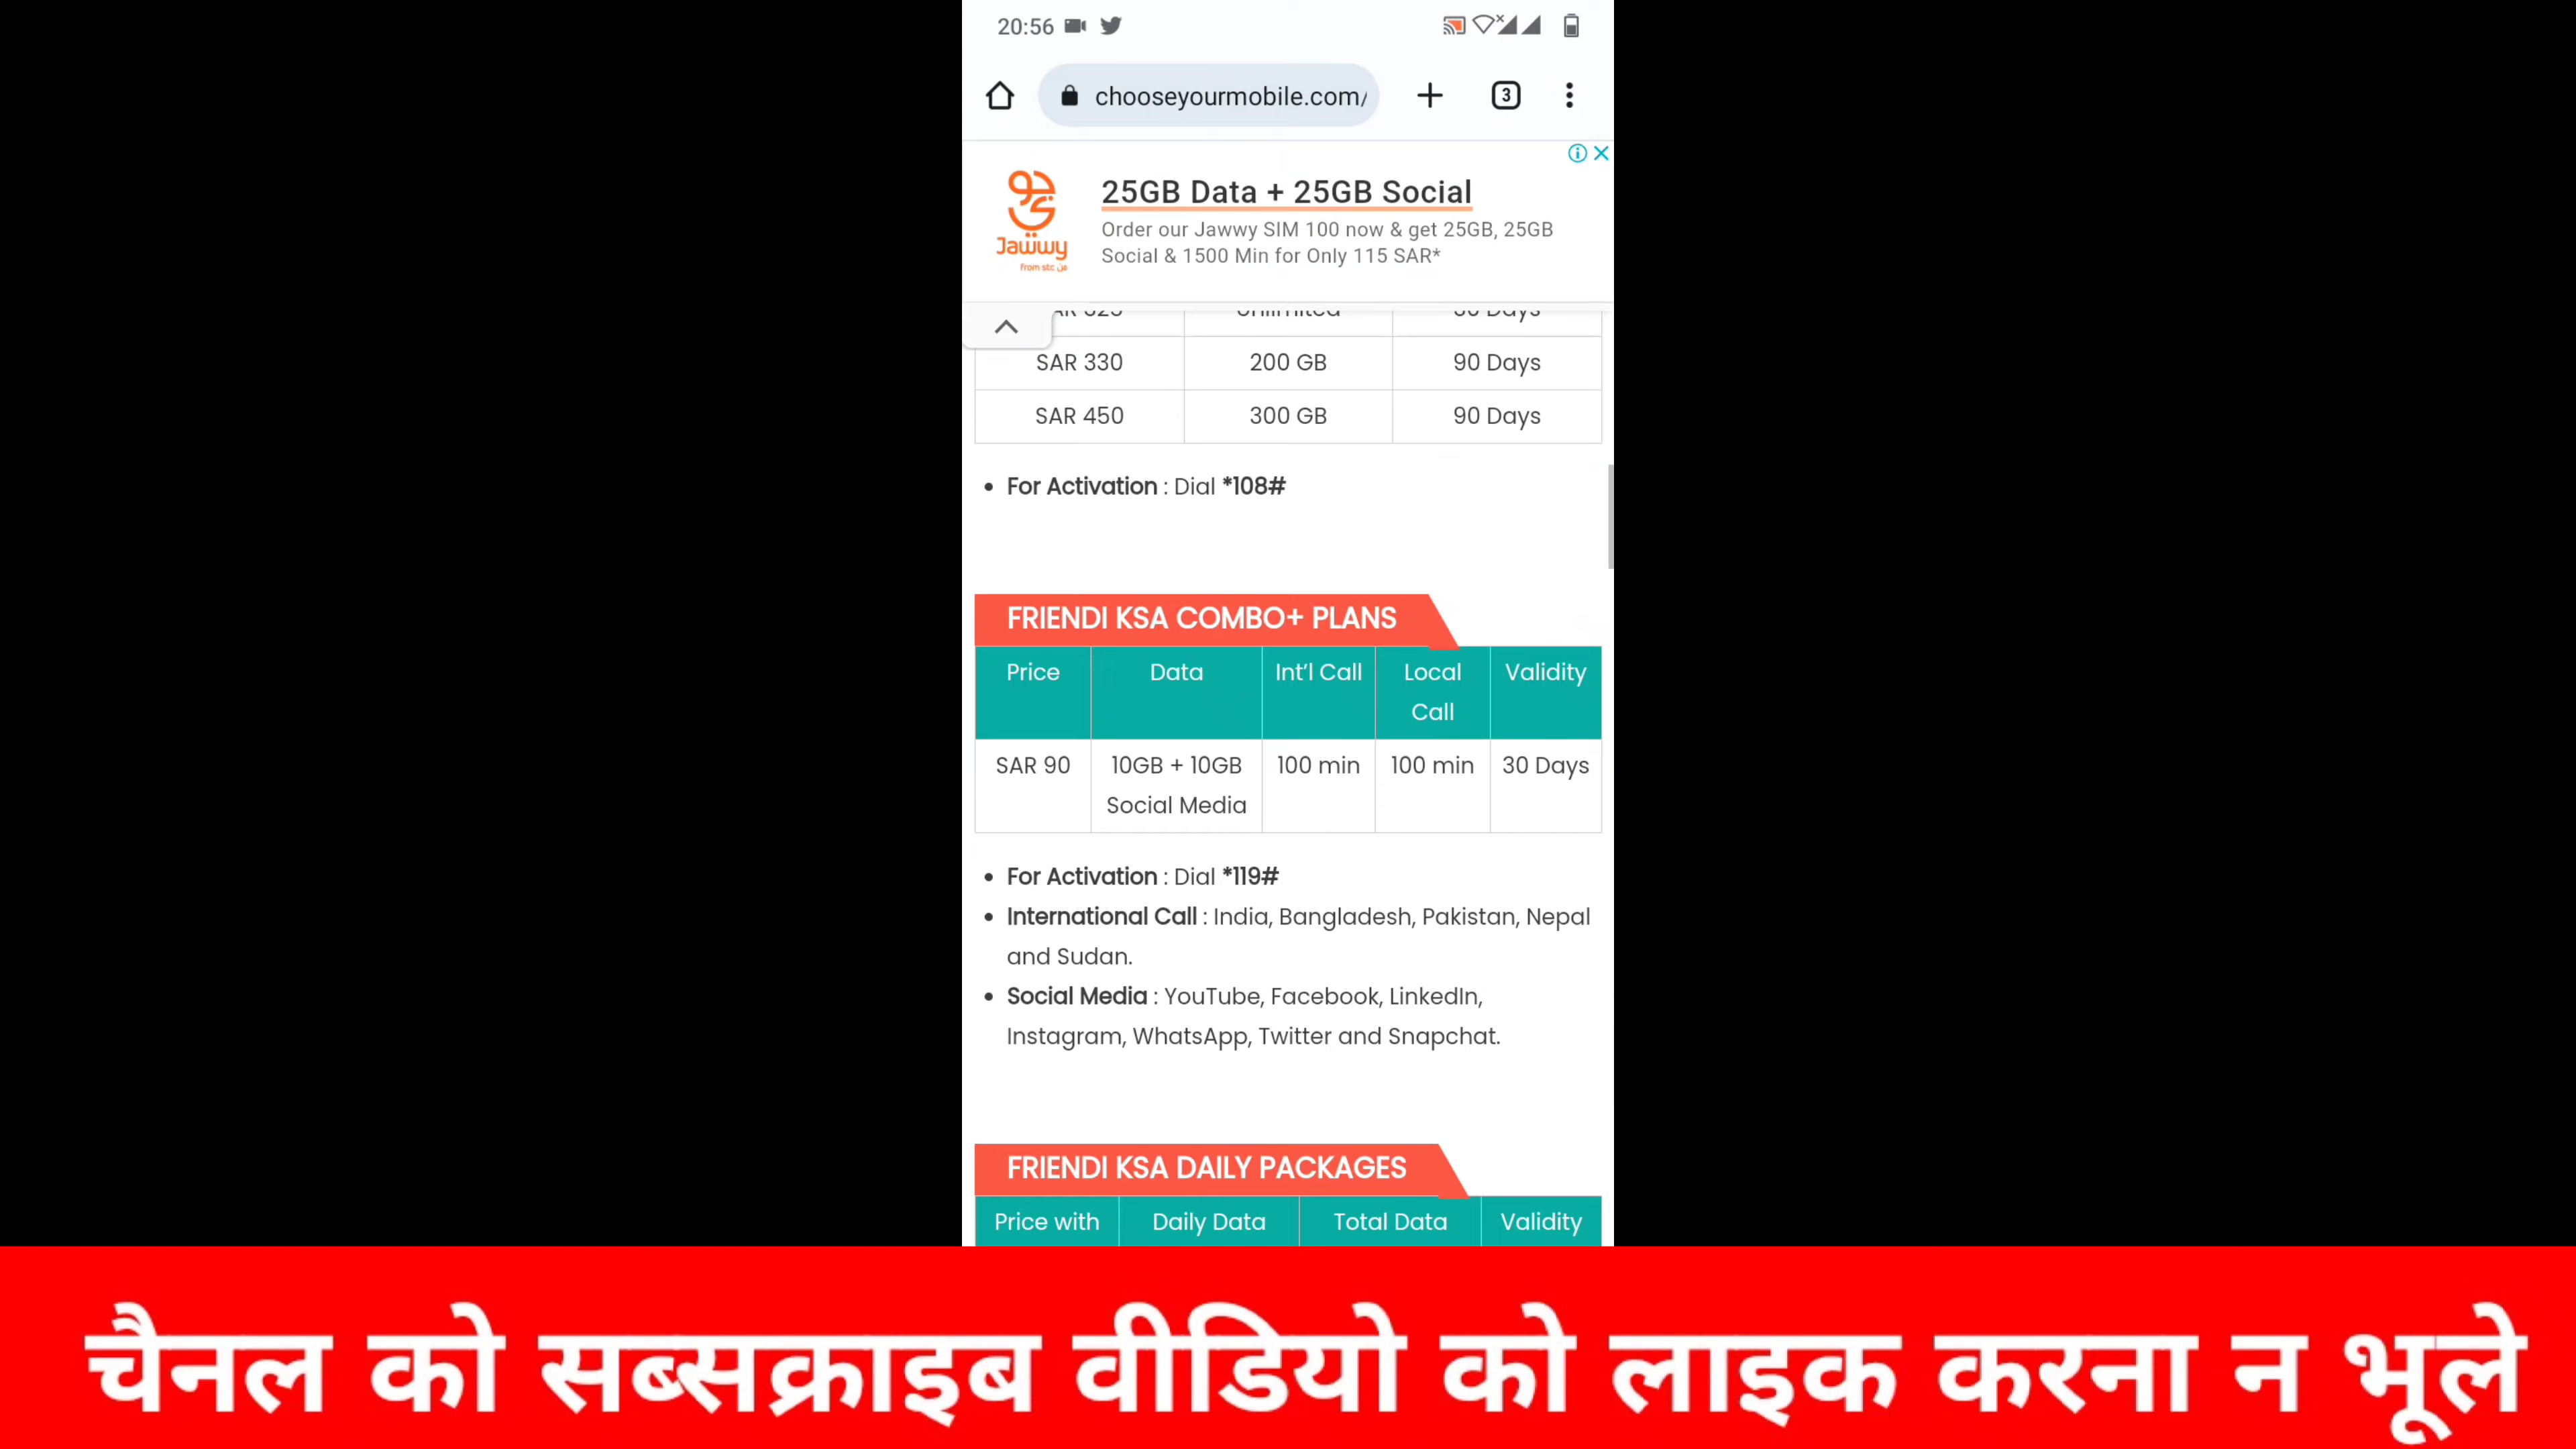 20:56
chooseyourmobile.com/
3
25GB Data + 25GB Social
Order our Jawwy SIM 100 now & get 25GB, 25GB
Social & 1500 Min for Only 115 SAR*
Jawwy
from stc من
SAR 330 200 GB 90 Days
SAR 450 300 GB 90 Days
• For Activation : Dial *108#
FRIENDI KSA COMBO+ PLANS
Price Data Int’l Call Local Validity
Call
SAR 90 10GB + 10GB 100 min 100 min 30 Days
Social Media
• For Activation : Dial *119#
• International Call : India, Bangladesh, Pakistan, Nepal
and Sudan.
• Social Media : YouTube, Facebook, LinkedIn,
Instagram, WhatsApp, Twitter and Snapchat.
FRIENDI KSA DAILY PACKAGES
Price with Daily Data Total Data Validity
चैनल को सब्सक्राइब वीडियो को लाइक करना न भूले